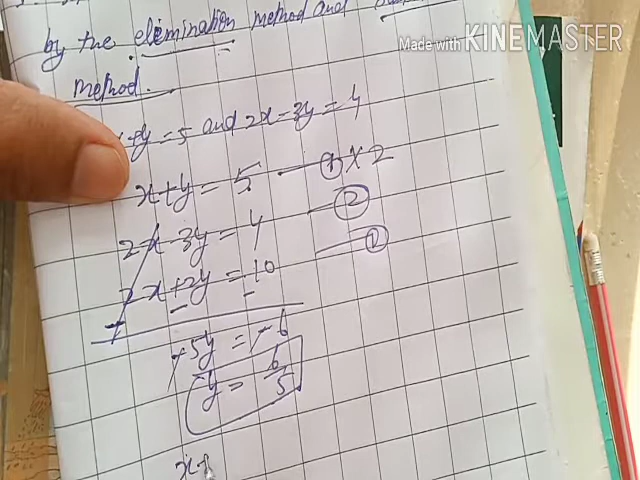 Made with KINEMASTER
by the elimination method and
method.
x+y = 5 and 2x-3y = 4
x+y = 5 — ① × 2
2x-3y = 4 — ②
2x+2y = 10 — ①
- - -
-5y = -6
y = 6/5
x+